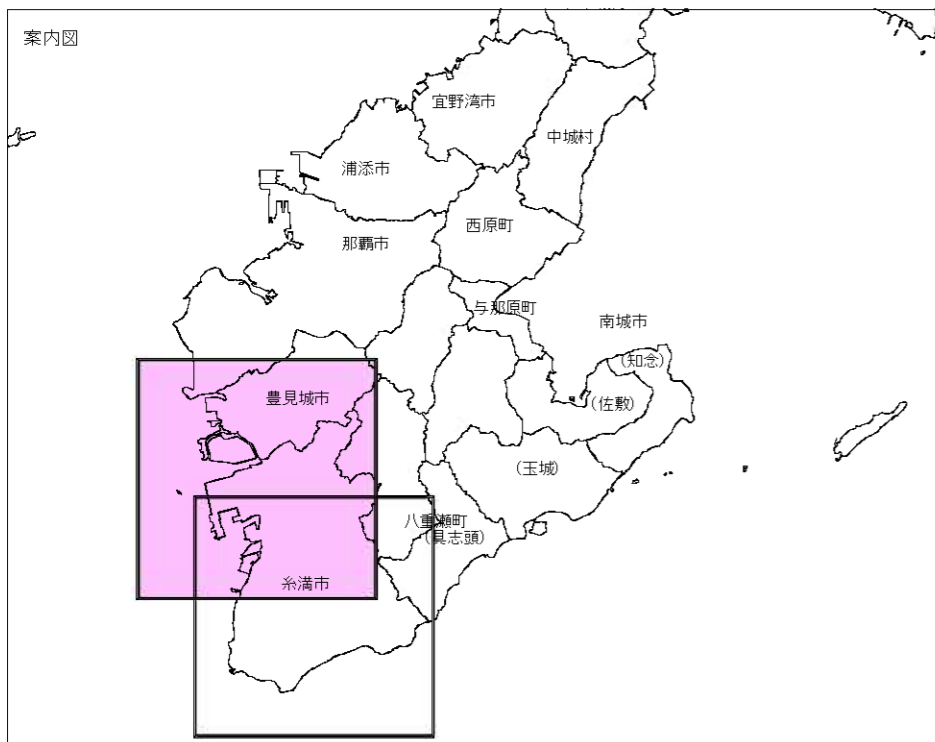 案内図
宜野湾市
中城村
浦添市
西原町
那覇市
与那原町
南城市
(知念)
豊見城市
(佐敷)
(玉城)
八重瀬町
(具志頭)
糸満市